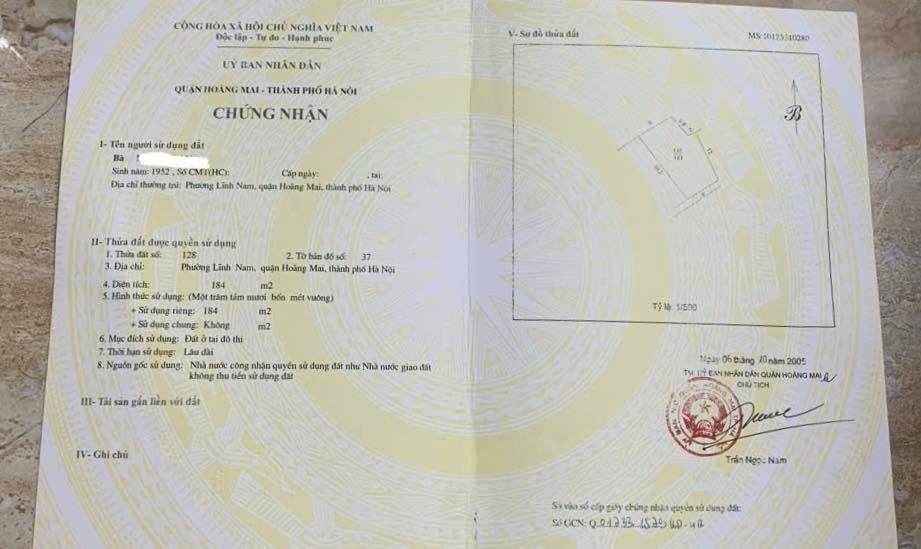 CỘNG HÒA XÃ HỘI CHỦ NGHĨA VIỆT NAM
Độc lập - Tự do - Hạnh phúc
UỶ BAN NHÂN DÂN
QUẬN HOÀNG MAI - THÀNH PHỐ HÀ NỘI
CHỨNG NHẬN
I- Tên người sử dụng đất
Bà
Sinh năm: 1952 , Số CMT(HC): Cấp ngày: , tại:
Địa chỉ thường trú: Phường Lĩnh Nam, quận Hoàng Mai, thành phố Hà Nội
II- Thửa đất được quyền sử dụng
1. Thửa đất số: 128 2. Tờ bản đồ số: 37
3. Địa chỉ: Phường Lĩnh Nam, quận Hoàng Mai, thành phố Hà Nội
4. Diện tích: 184 m2
5. Hình thức sử dụng: (Một trăm tám mươi bốn mét vuông)
+ Sử dụng riêng: 184 m2
+ Sử dụng chung: Không m2
6. Mục đích sử dụng: Đất ở tại đô thị
7. Thời hạn sử dụng: Lâu dài
8. Nguồn gốc sử dụng: Nhà nước công nhận quyền sử dụng đất như Nhà nước giao đất
không thu tiền sử dụng đất
III- Tài sản gắn liền với đất
IV- Ghi chú
V- Sơ đồ thửa đất
MS: 10125310280
B
Tỷ lệ: 1/500
Ngày 06 tháng 10 năm 2005
TM. UỶ BAN NHÂN DÂN QUẬN HOÀNG MAI
CHỦ TỊCH
Trần Ngọc Nam
Số vào sổ cấp giấy chứng nhận quyền sử dụng đất:
Số GCN: